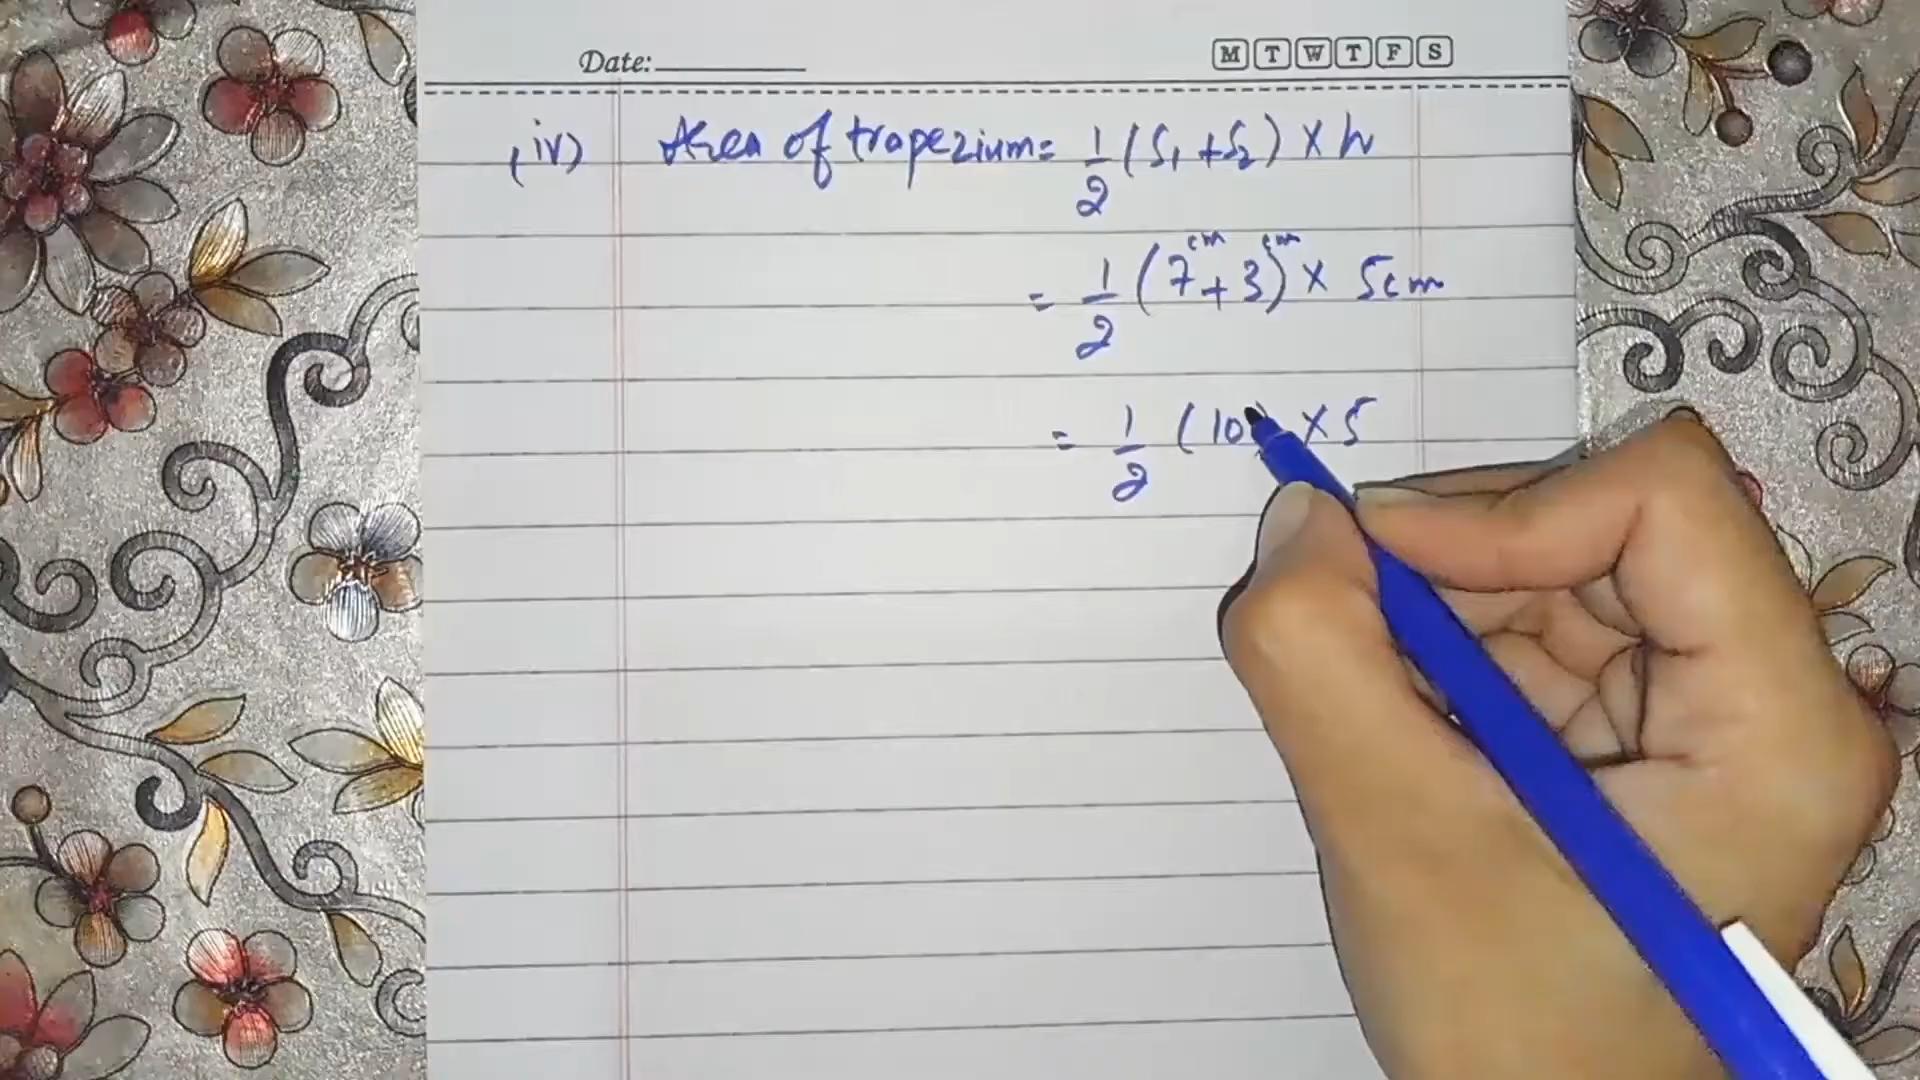 Date: M T W T F S
(iv) Area of trapezium = 1/2 (S₁ + S₂) × h
= 1/2 (7cm + 3cm) × 5cm
= 1/2 (10) × 5